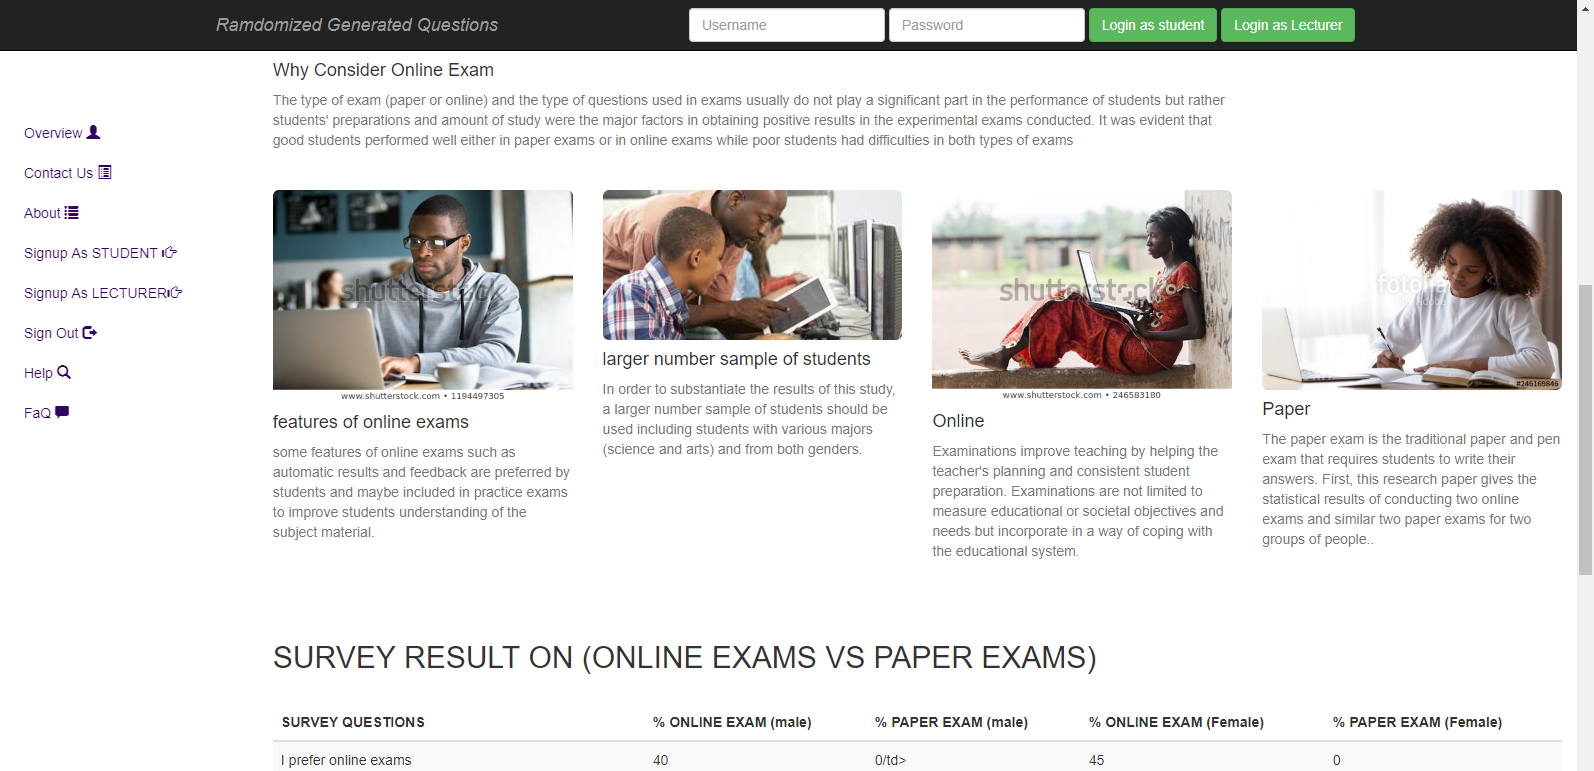 Ramdomized Generated Questions
Username
Password
Login as student
Login as Lecturer
Overview
Contact Us
About
Signup As STUDENT
Signup As LECTURER
Sign Out
Help
FaQ
Why Consider Online Exam
The type of exam (paper or online) and the type of questions used in exams usually do not play a significant part in the performance of students but rather
students' preparations and amount of study were the major factors in obtaining positive results in the experimental exams conducted. It was evident that
good students performed well either in paper exams or in online exams while poor students had difficulties in both types of exams
shutterstock
www.shutterstock.com • 1194497305
features of online exams
some features of online exams such as
automatic results and feedback are preferred by
students and maybe included in practice exams
to improve students understanding of the
subject material.
larger number sample of students
In order to substantiate the results of this study,
a larger number sample of students should be
used including students with various majors
(science and arts) and from both genders.
shutterstock
www.shutterstock.com • 246583180
Online
Examinations improve teaching by helping the
teacher's planning and consistent student
preparation. Examinations are not limited to
measure educational or societal objectives and
needs but incorporate in a way of coping with
the educational system.
fotolia
#246169846
Paper
The paper exam is the traditional paper and pen
exam that requires students to write their
answers. First, this research paper gives the
statistical results of conducting two online
exams and similar two paper exams for two
groups of people..
SURVEY RESULT ON (ONLINE EXAMS VS PAPER EXAMS)
SURVEY QUESTIONS % ONLINE EXAM (male) % PAPER EXAM (male) % ONLINE EXAM (Female) % PAPER EXAM (Female)
I prefer online exams 40 0/td> 45 0